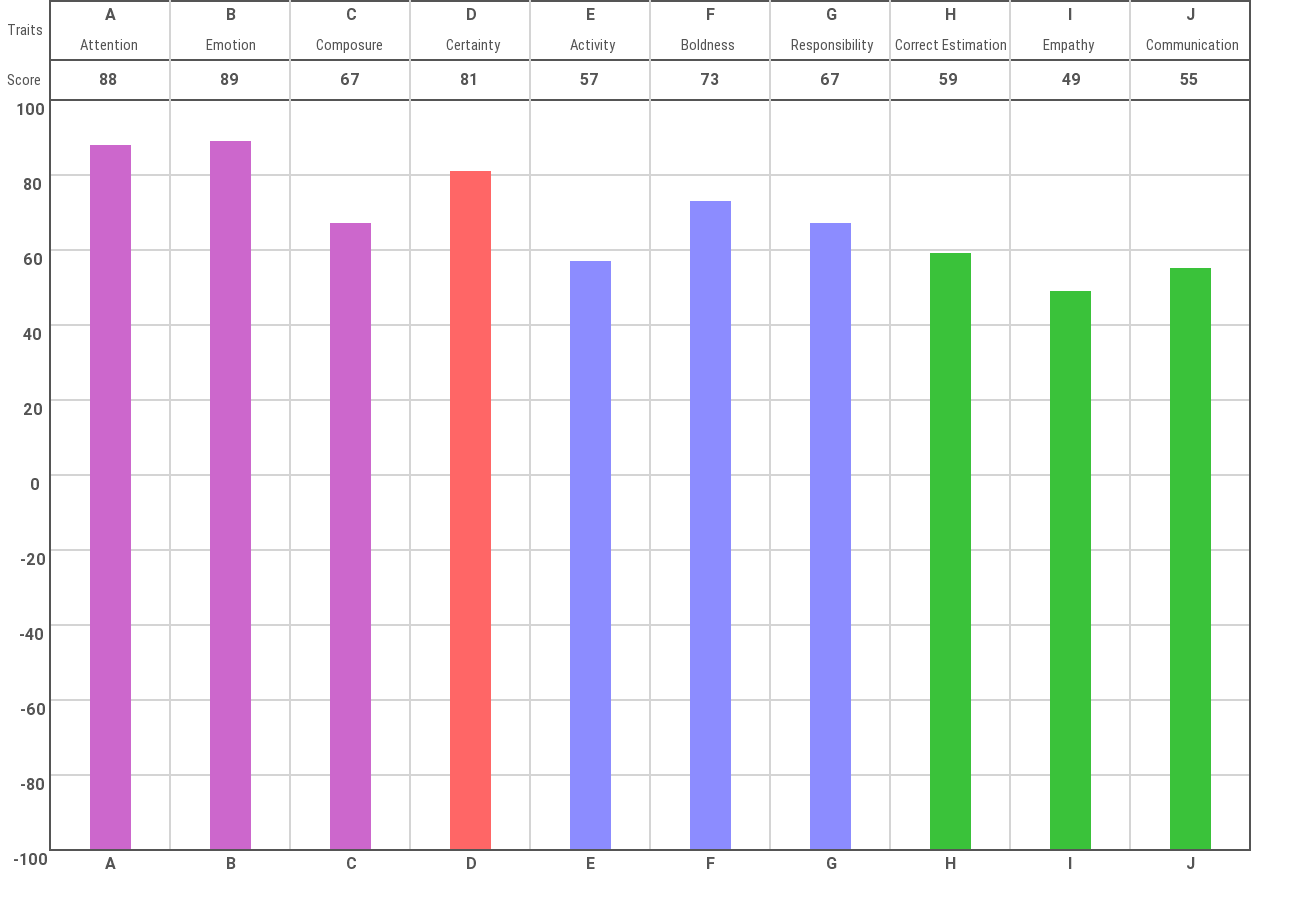 A B C D E F G H I J
Traits
Attention Emotion Composure Certainty Activity Boldness Responsibility Correct Estimation Empathy Communication
Score 88 89 67 81 57 73 67 59 49 55
100
80
60
40
20
0
-20
-40
-60
-80
-100
A B C D E F G H I J